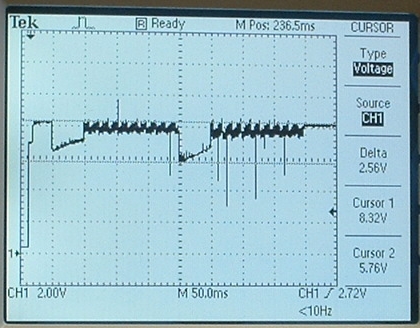 Tek R Ready M Pos: 236.5ms CURSOR
Type
Voltage
Source
CH1
Delta
2.56V
Cursor 1
8.32V
Cursor 2
5.76V
1
CH1 2.00V M 50.0ms CH1 2.72V
<10Hz